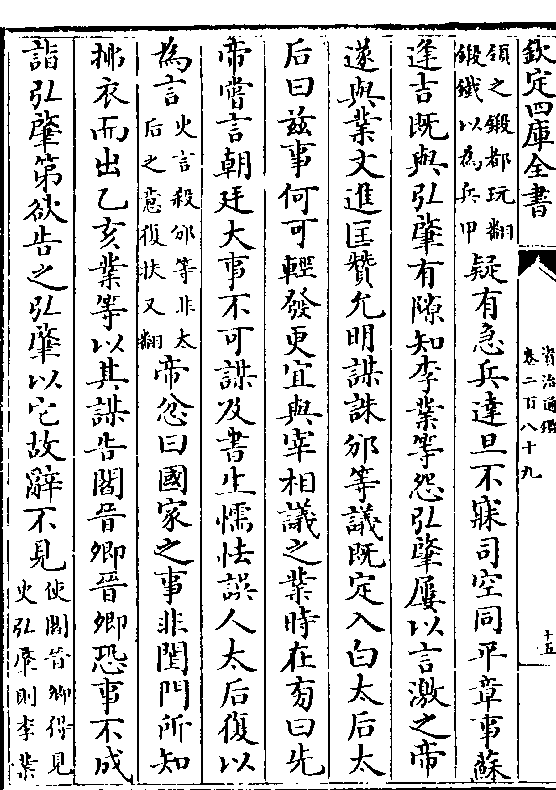 欽定四庫全書
資治通鑑
卷二百八十九
十五
領之鍛都玩翻
鍛鐵以為兵甲
疑有急兵達旦不寐司空同平章事蘇
逢吉既與弘肇有隙知李業等怨弘肇屢以言激之帝
遂與業文進匡贊允明謀誅邠等議既定入白太后太
后曰兹事何可輕發更宜與宰相議之業時在旁曰先
帝嘗言朝廷大事不可謀及書生懦怯誤人太后復以
為言
史言殺邠等非太
后之意復扶又翻
帝忿曰國家之事非閨門所知
拂衣而出乙亥業等以其謀告閻晉卿晉卿恐事不成
詣弘肇第欲告之弘肇以它故辭不見
使閻晉卿得見
史弘肇則李業